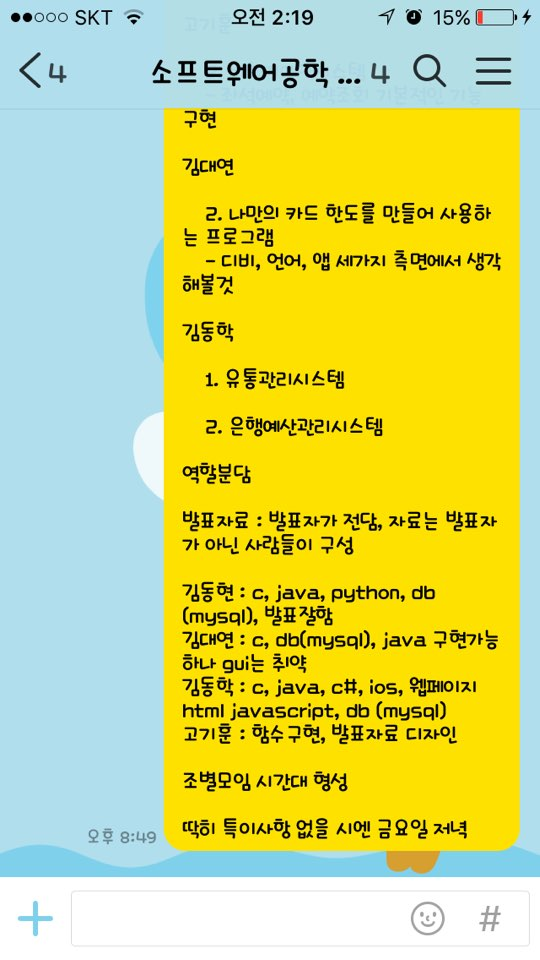 SKT 오전 2:19 15%
4 소프트웨어공학 ... 4
구현
김대연
2. 나만의 카드 한도를 만들어 사용하
는 프로그램
- 디비, 언어, 앱 세가지 측면에서 생각
해볼것
김동학
1. 유통관리시스템
2. 은행예산관리시스템
역할분담
발표자료 : 발표자가 전담, 자료는 발표자
가 아닌 사람들이 구성
김동현 : c, java, python, db
(mysql), 발표잘함
김대연 : c, db(mysql), java 구현가능
하나 gui는 취약
김동학 : c, java, c#, ios, 웹페이지
html javascript, db (mysql)
고기훈 : 함수구현, 발표자료 디자인
조별모임 시간대 형성
딱히 특이사항 없을 시엔 금요일 저녁
오후 8:49
#